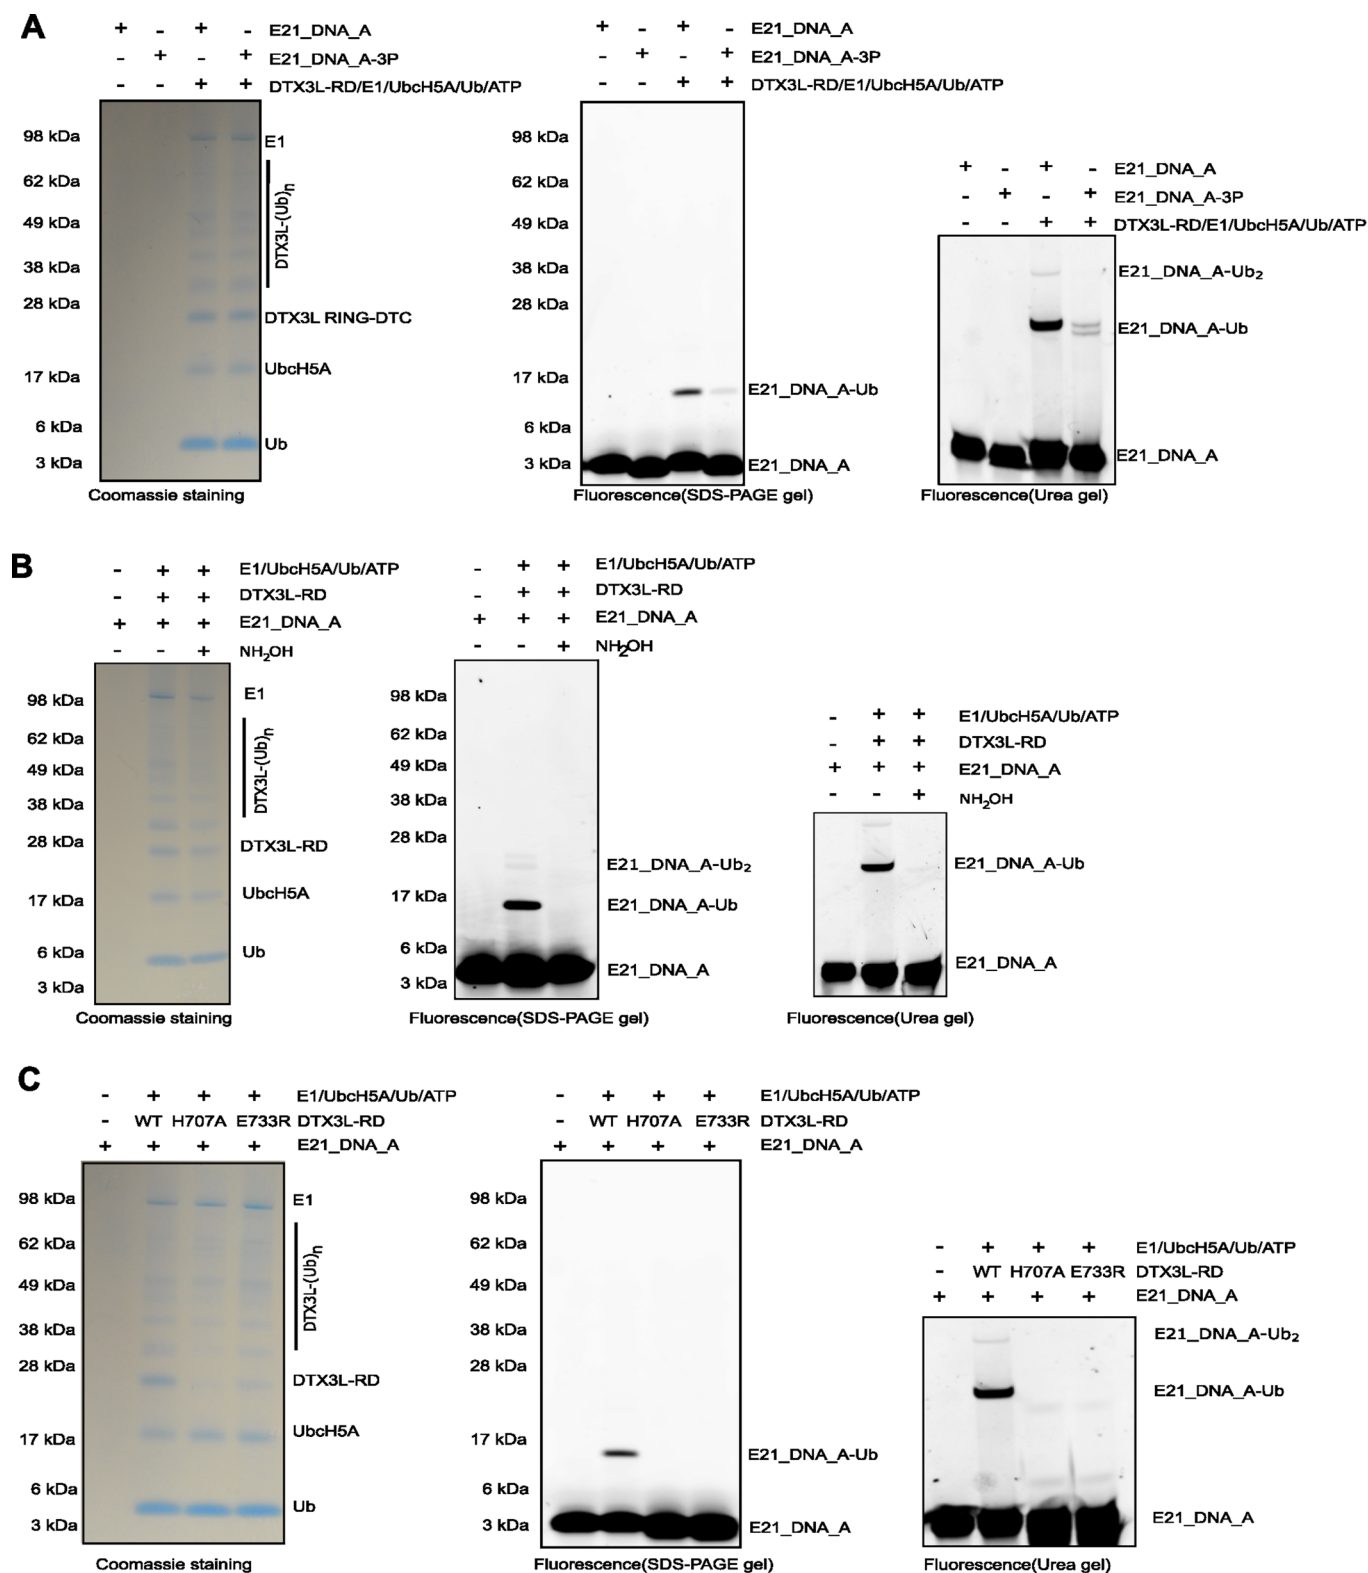 A
+ - + - E21_DNA_A
- + - + E21_DNA_A-3P
- - + + DTX3L-RD/E1/UbcH5A/Ub/ATP
98 kDa
62 kDa
49 kDa
38 kDa
28 kDa
17 kDa
6 kDa
3 kDa
E1
DTX3L-(Ub)n
DTX3L RING-DTC
UbcH5A
Ub
Coomassie staining
+ - + - E21_DNA_A
- + - + E21_DNA_A-3P
- - + + DTX3L-RD/E1/UbcH5A/Ub/ATP
98 kDa
62 kDa
49 kDa
38 kDa
28 kDa
17 kDa
6 kDa
3 kDa
E21_DNA_A-Ub
E21_DNA_A
Fluorescence(SDS-PAGE gel)
+ - + - E21_DNA_A
- + - + E21_DNA_A-3P
- - + + DTX3L-RD/E1/UbcH5A/Ub/ATP
E21_DNA_A-Ub₂
E21_DNA_A-Ub
E21_DNA_A
Fluorescence(Urea gel)
B
- + + E1/UbcH5A/Ub/ATP
- + + DTX3L-RD
+ + + E21_DNA_A
- - + NH₂OH
98 kDa
62 kDa
49 kDa
38 kDa
28 kDa
17 kDa
6 kDa
3 kDa
E1
DTX3L-(Ub)n
DTX3L-RD
UbcH5A
Ub
Coomassie staining
- + + E1/UbcH5A/Ub/ATP
- + + DTX3L-RD
+ + + E21_DNA_A
- - + NH₂OH
98 kDa
62 kDa
49 kDa
38 kDa
28 kDa
17 kDa
6 kDa
3 kDa
E21_DNA_A-Ub₂
E21_DNA_A-Ub
E21_DNA_A
Fluorescence(SDS-PAGE gel)
- + + E1/UbcH5A/Ub/ATP
- + + DTX3L-RD
+ + + E21_DNA_A
- - + NH₂OH
E21_DNA_A-Ub
E21_DNA_A
Fluorescence(Urea gel)
C
- + + + E1/UbcH5A/Ub/ATP
- WT H707A E733R DTX3L-RD
+ + + + E21_DNA_A
98 kDa
62 kDa
49 kDa
38 kDa
28 kDa
17 kDa
6 kDa
3 kDa
E1
DTX3L-(Ub)n
DTX3L-RD
UbcH5A
Ub
Coomassie staining
- + + + E1/UbcH5A/Ub/ATP
- WT H707A E733R DTX3L-RD
+ + + + E21_DNA_A
98 kDa
62 kDa
49 kDa
38 kDa
28 kDa
17 kDa
6 kDa
3 kDa
E21_DNA_A-Ub
E21_DNA_A
Fluorescence(SDS-PAGE gel)
- + + + E1/UbcH5A/Ub/ATP
- WT H707A E733R DTX3L-RD
+ + + + E21_DNA_A
E21_DNA_A-Ub₂
E21_DNA_A-Ub
E21_DNA_A
Fluorescence(Urea gel)